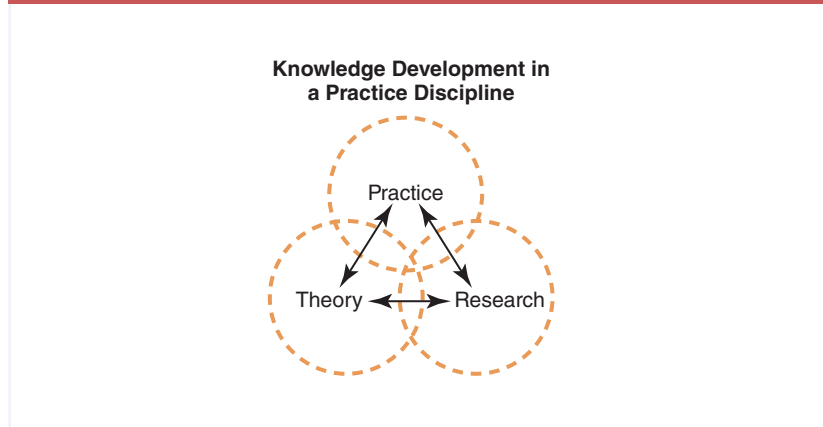 Knowledge Development in
a Practice Discipline
Practice
Theory
Research